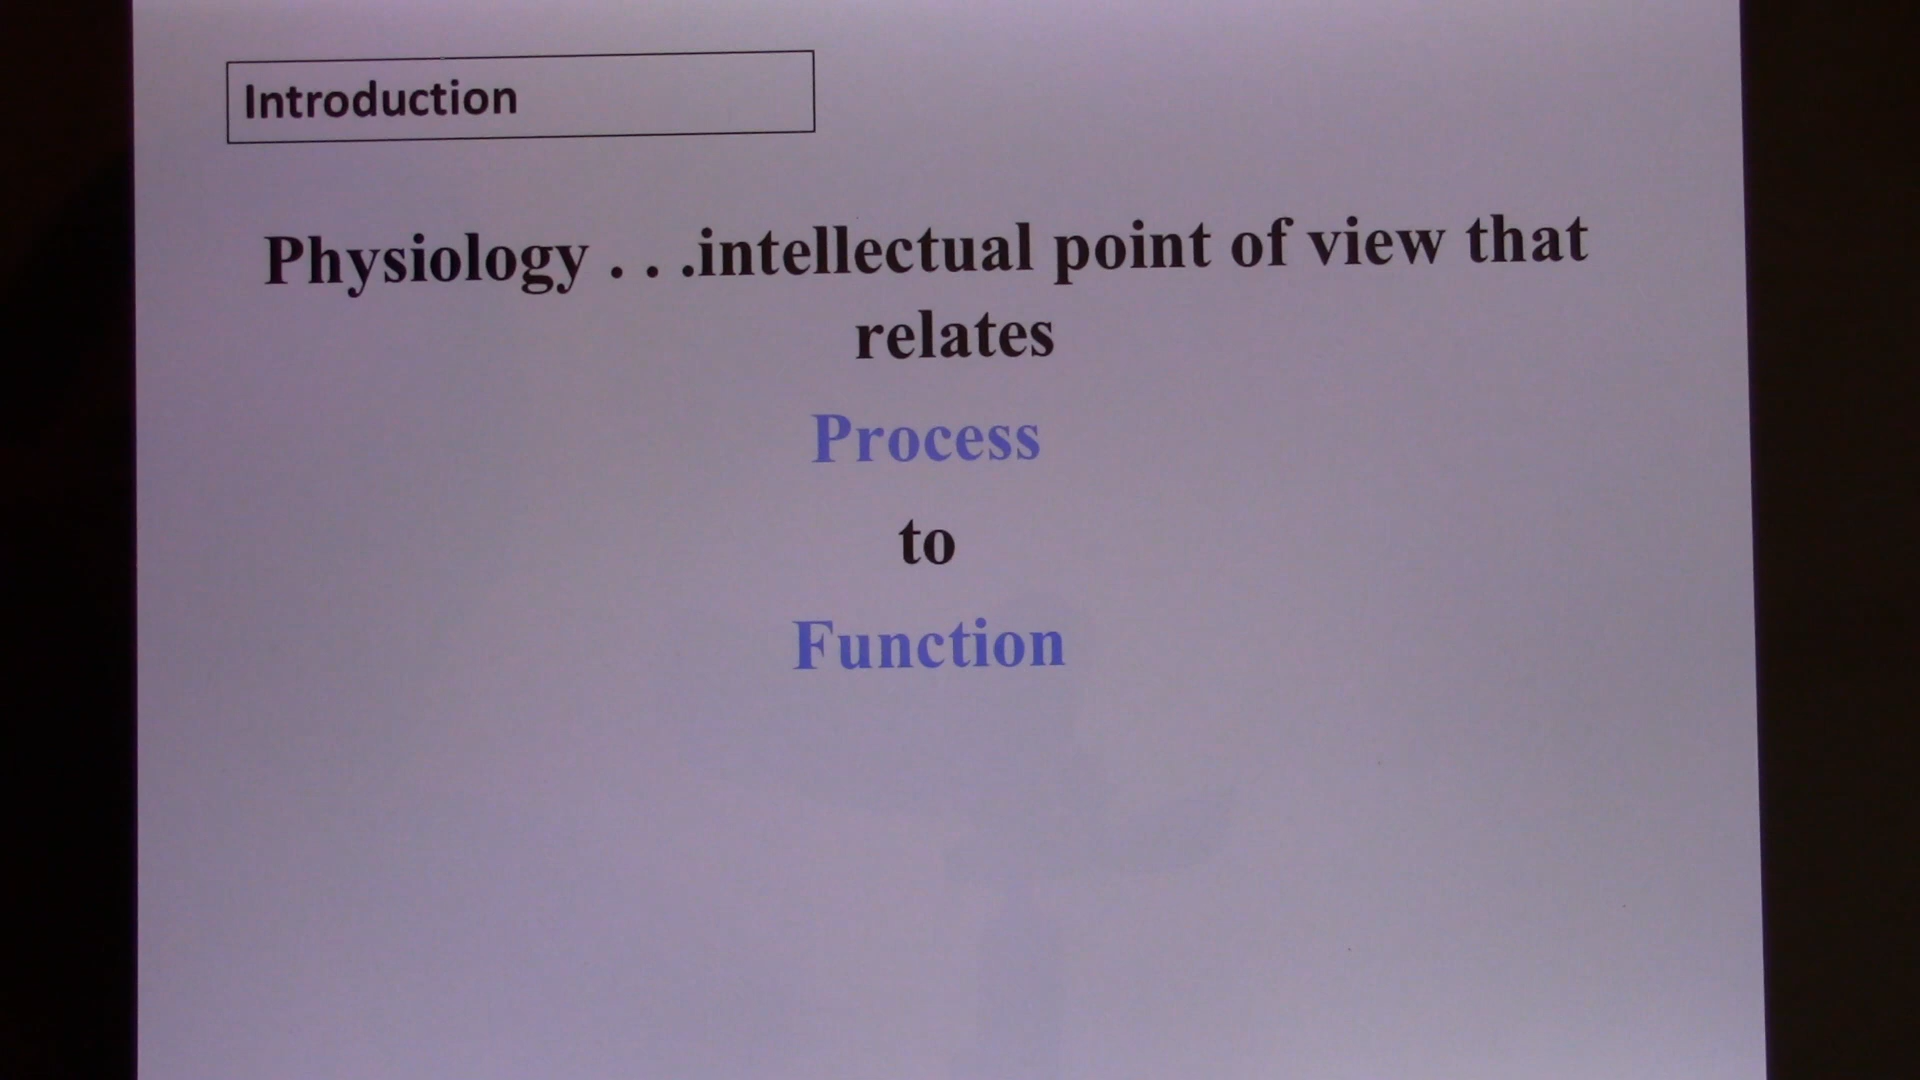 Introduction
Physiology . . .intellectual point of view that
relates
Process
to
Function